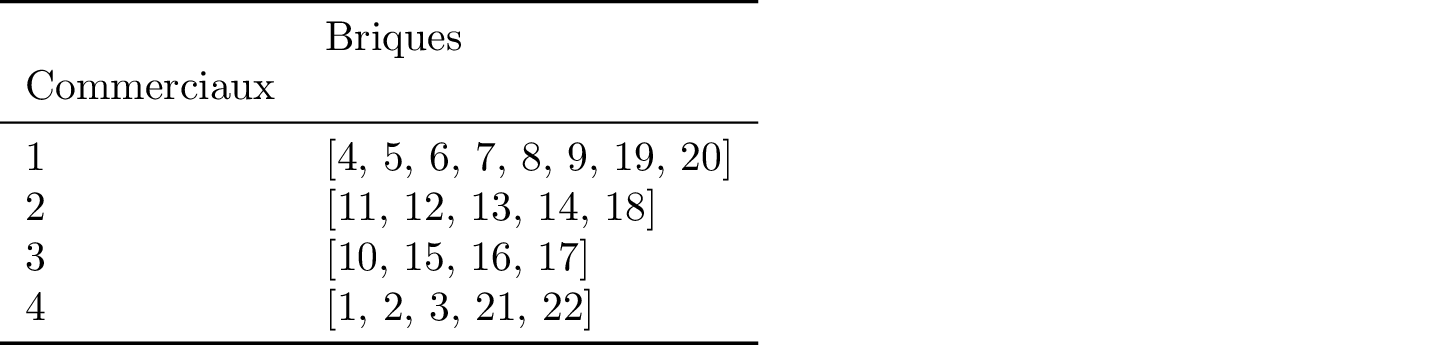 Briques
Commerciaux
1 [4, 5, 6, 7, 8, 9, 19, 20]
2 [11, 12, 13, 14, 18]
3 [10, 15, 16, 17]
4 [1, 2, 3, 21, 22]